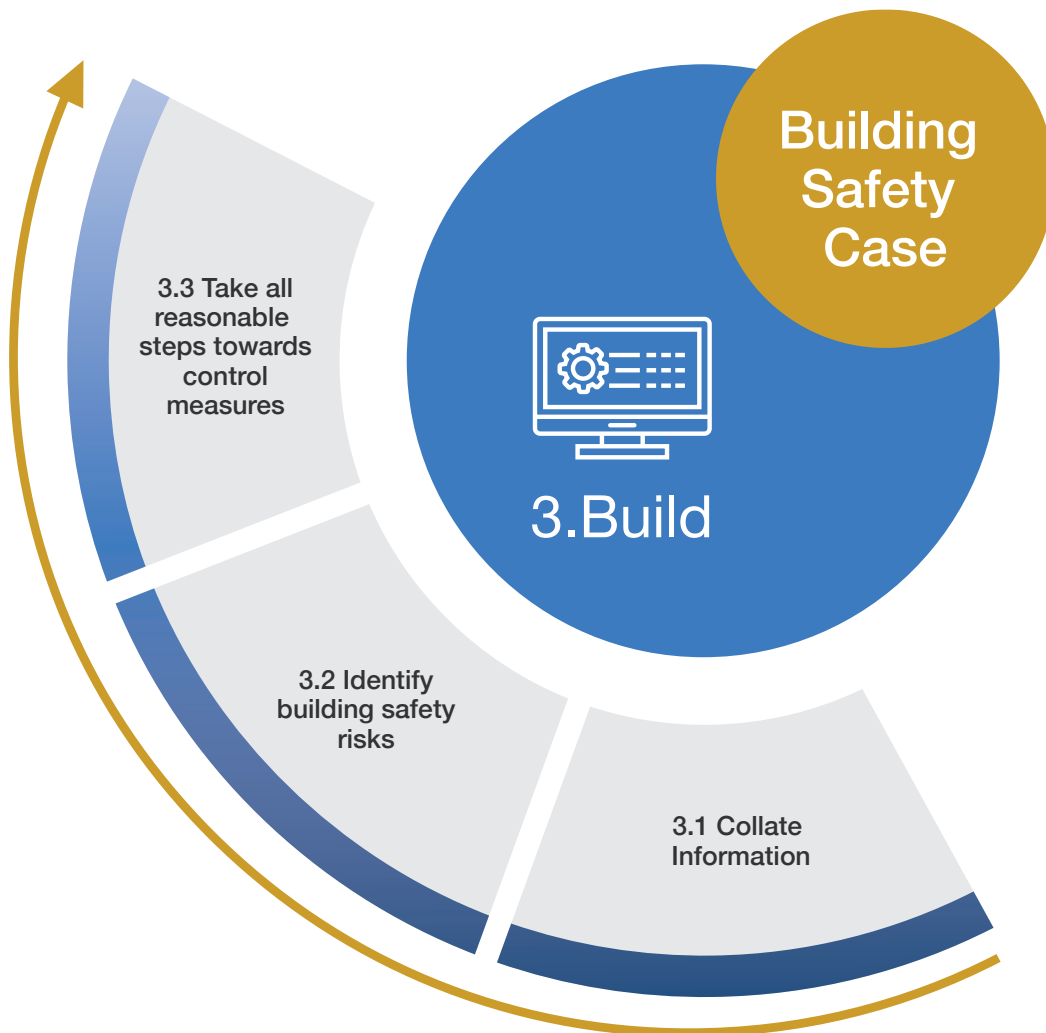 Building
Safety
Case
3.Build
3.3 Take all
reasonable
steps towards
control
measures
3.2 Identify
building safety
risks
3.1 Collate
Information